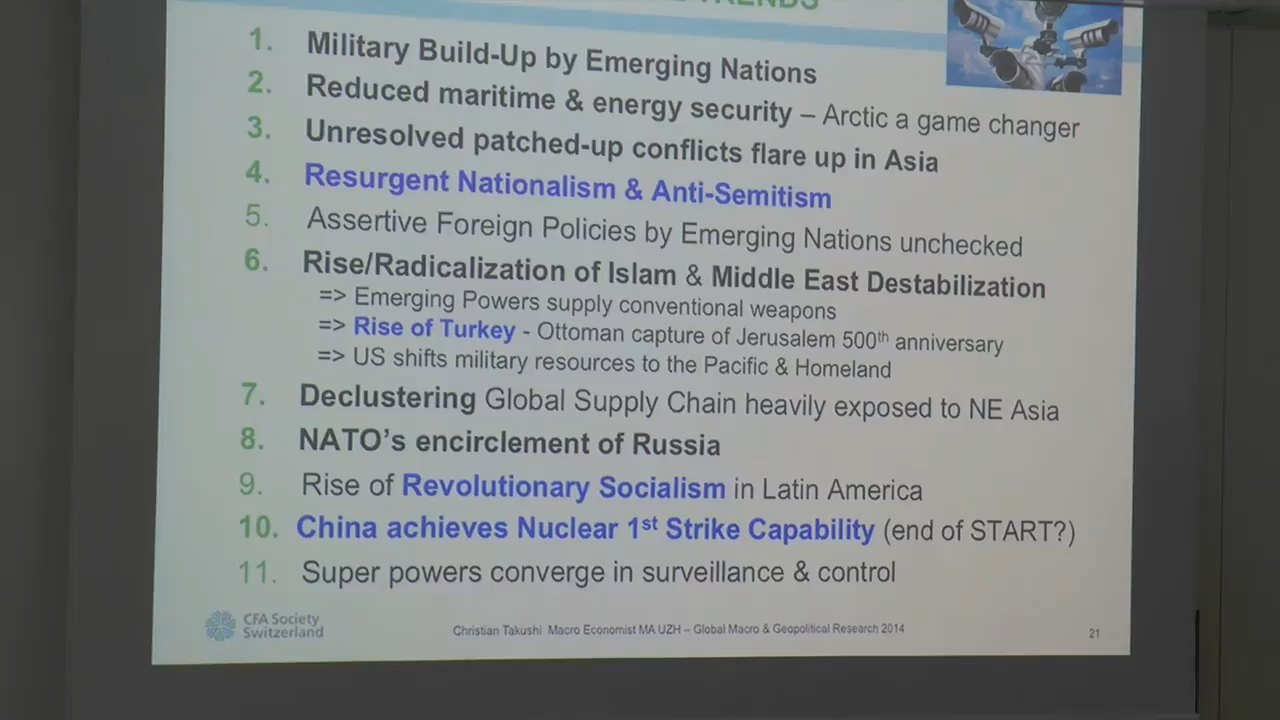 TRENDS
1. Military Build-Up by Emerging Nations
2. Reduced maritime & energy security – Arctic a game changer
3. Unresolved patched-up conflicts flare up in Asia
4. Resurgent Nationalism & Anti-Semitism
5. Assertive Foreign Policies by Emerging Nations unchecked
6. Rise/Radicalization of Islam & Middle East Destabilization
=> Emerging Powers supply conventional weapons
=> Rise of Turkey - Ottoman capture of Jerusalem 500th anniversary
=> US shifts military resources to the Pacific & Homeland
7. Declustering Global Supply Chain heavily exposed to NE Asia
8. NATO's encirclement of Russia
9. Rise of Revolutionary Socialism in Latin America
10. China achieves Nuclear 1st Strike Capability (end of START?)
11. Super powers converge in surveillance & control
CFA Society
Switzerland
Christian Takushi Macro Economist MA UZH – Global Macro & Geopolitical Research 2014
21